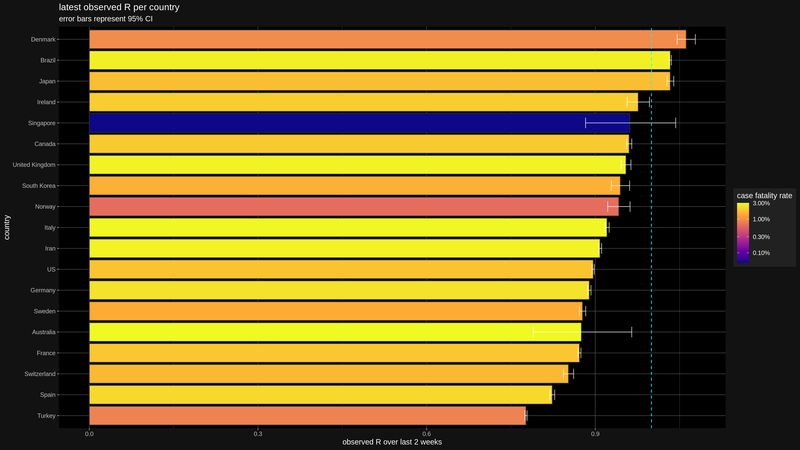 latest observed R per country
error bars represent 95% CI
Denmark
Brazil
Japan
Ireland
Singapore
Canada
United Kingdom
South Korea
Norway
Italy
Iran
US
Germany
Sweden
Australia
France
Switzerland
Spain
Turkey
country
0.0
0.3
0.6
0.9
observed R over last 2 weeks
case fatality rate
3.00%
1.00%
0.30%
0.10%